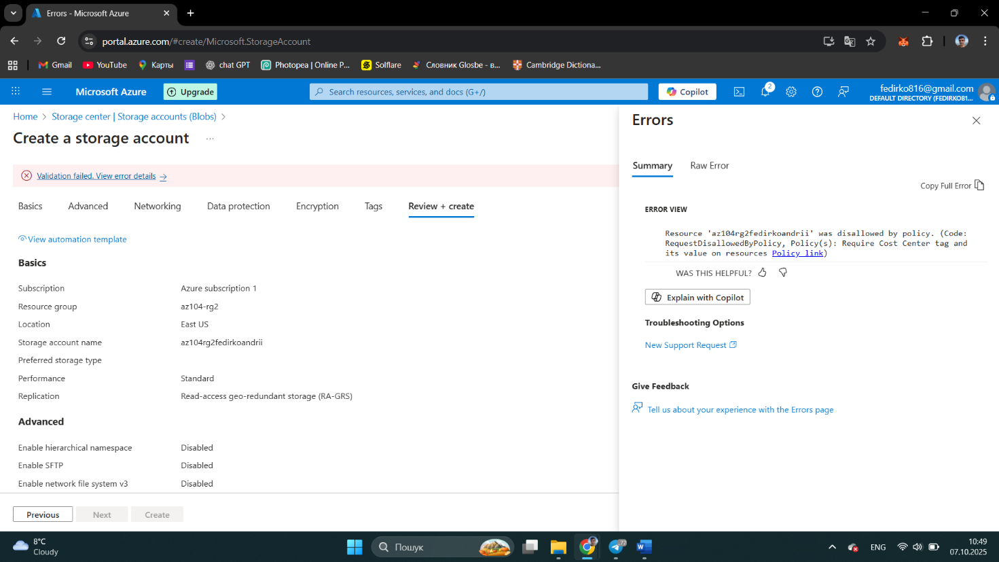 Errors - Microsoft Azure
portal.azure.com/#create/Microsoft.StorageAccount
Gmail
YouTube
Карты
chat GPT
Photopea | Online P...
Solflare
Словник Glosbe - в...
Cambridge Dictiona...
Microsoft Azure
Upgrade
Search resources, services, and docs (G+/)
Copilot
2
fedirko816@gmail.com
DEFAULT DIRECTORY (FEDIRKO81...
Home > Storage center | Storage accounts (Blobs) >
Create a storage account
...
Validation failed. View error details →
Basics
Advanced
Networking
Data protection
Encryption
Tags
Review + create
View automation template
Basics
Subscription Azure subscription 1
Resource group az104-rg2
Location East US
Storage account name az104rg2fedirkoandrii
Preferred storage type
Performance Standard
Replication Read-access geo-redundant storage (RA-GRS)
Advanced
Enable hierarchical namespace Disabled
Enable SFTP Disabled
Enable network file system v3 Disabled
Previous
Next
Create
Errors
Summary
Raw Error
Copy Full Error
ERROR VIEW
Resource 'az104rg2fedirkoandrii' was disallowed by policy. (Code:
RequestDisallowedByPolicy, Policy(s): Require Cost Center tag and
its value on resources Policy link)
WAS THIS HELPFUL?
Explain with Copilot
Troubleshooting Options
New Support Request
Give Feedback
Tell us about your experience with the Errors page
8°C
Cloudy
Пошук
77
ENG
10:49
07.10.2025